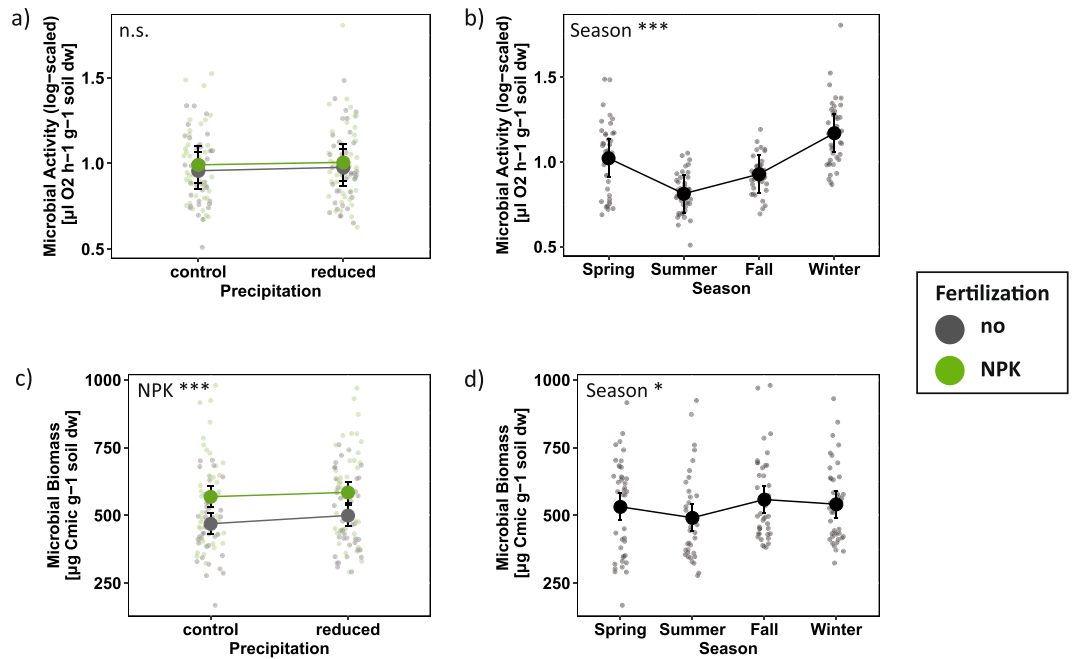 a)
n.s.
Microbial Activity (log−scaled)
[µl O2 h−1 g−1 soil dw]
1.5
1.0
0.5
control
reduced
Precipitation
b)
Season ***
Microbial Activity (log−scaled)
[µl O2 h−1 g−1 soil dw]
1.5
1.0
0.5
Spring
Summer
Fall
Winter
Season
Fertilization
no
NPK
c)
NPK ***
Microbial Biomass
[µg Cmic g−1 soil dw]
1000
750
500
250
control
reduced
Precipitation
d)
Season *
Microbial Biomass
[µg Cmic g−1 soil dw]
1000
750
500
250
Spring
Summer
Fall
Winter
Season